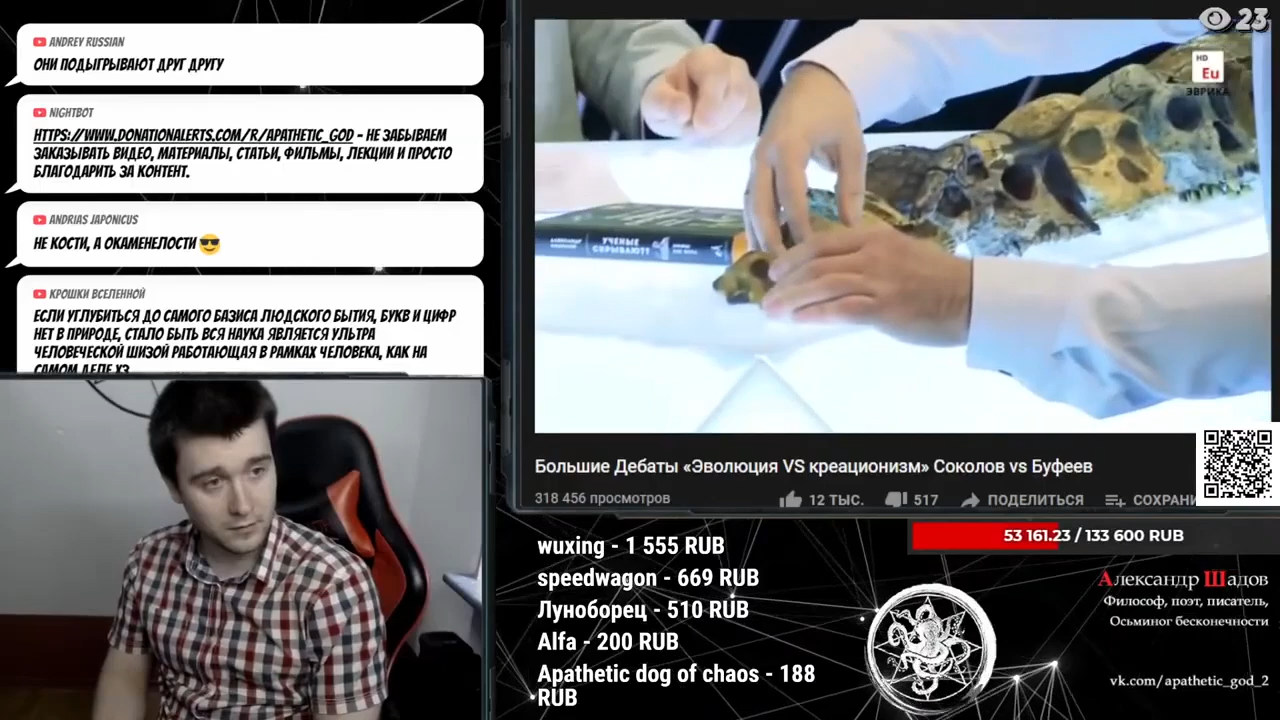 ANDREY RUSSIAN
ОНИ ПОДЫГРЫВАЮТ ДРУГ ДРУГУ
NIGHTBOT
HTTPS://WWW.DONATIONALERTS.COM/R/APATHETIC_GOD - НЕ ЗАБЫВАЕМ
ЗАКАЗЫВАТЬ ВИДЕО, МАТЕРИАЛЫ, СТАТЬИ, ФИЛЬМЫ, ЛЕКЦИИ И ПРОСТО
БЛАГОДАРИТЬ ЗА КОНТЕНТ.
ANDRIAS JAPONICUS
НЕ КОСТИ, А ОКАМЕНЕЛОСТИ 😎
КРОШКИ ВСЕЛЕННОЙ
ЕСЛИ УГЛУБИТЬСЯ ДО САМОГО БАЗИСА ЛЮДСКОГО БЫТИЯ, БУКВ И ЦИФР
НЕТ В ПРИРОДЕ, СТАЛО БЫТЬ ВСЯ НАУКА ЯВЛЯЕТСЯ УЛЬТРА
ЧЕЛОВЕЧЕСКОЙ ШИЗОЙ РАБОТАЮЩАЯ В РАМКАХ ЧЕЛОВЕКА, КАК НА
САМОМ ДЕЛЕ ХЗ
23
HD
Eu
ЭВРИКА
УЧЕНЫЕ
СКРЫВАЮТ?
Большие Дебаты «Эволюция VS креационизм» Соколов vs Буфеев
318 456 просмотров
12 ТЫС.
517
ПОДЕЛИТЬСЯ
СОХРАНИ
53 161.23 / 133 600 RUB
wuxing - 1 555 RUB
speedwagon - 669 RUB
Луноборец - 510 RUB
Alfa - 200 RUB
Apathetic dog of chaos - 188
RUB
Александр Шадов
Философ, поэт, писатель,
Осьминог бесконечности
vk.com/apathetic_god_2